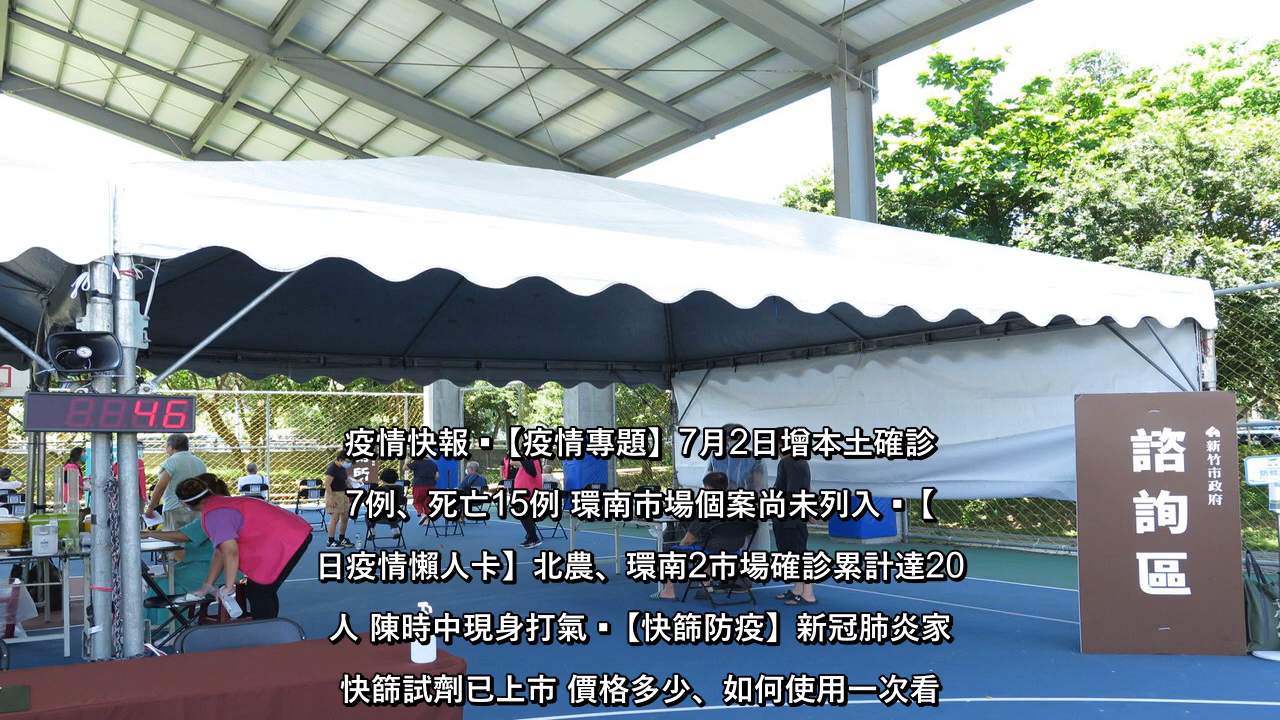 新竹市政府
諮詢區
46
所
疫情快報 【疫情專題】7月2日增本土確診
7例、死亡15例 環南市場個案尚未列入 【
日疫情懶人卡】北農、環南2市場確診累計達20
人 陳時中現身打氣 【快篩防疫】新冠肺炎家
快篩試劑已上市 價格多少、如何使用一次看